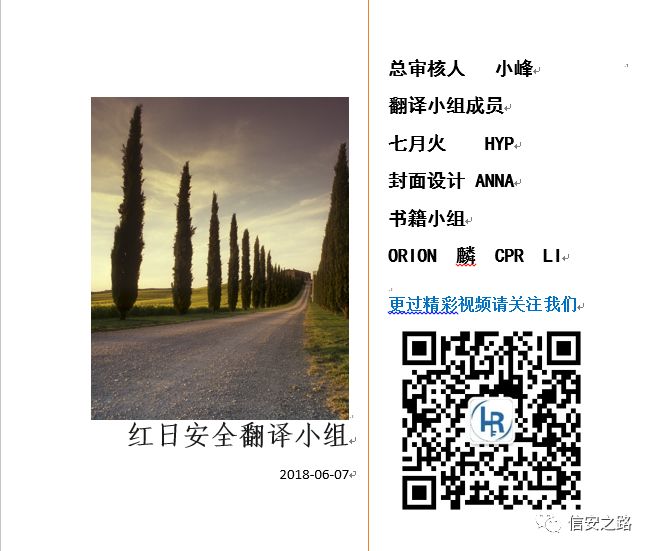 红日安全翻译小组
2018-06-07
总审核人 小峰
翻译小组成员
七月火 HYP
封面设计 ANNA
书籍小组
ORION 麟 CPR LI
更过精彩视频请关注我们
HR
信安之路